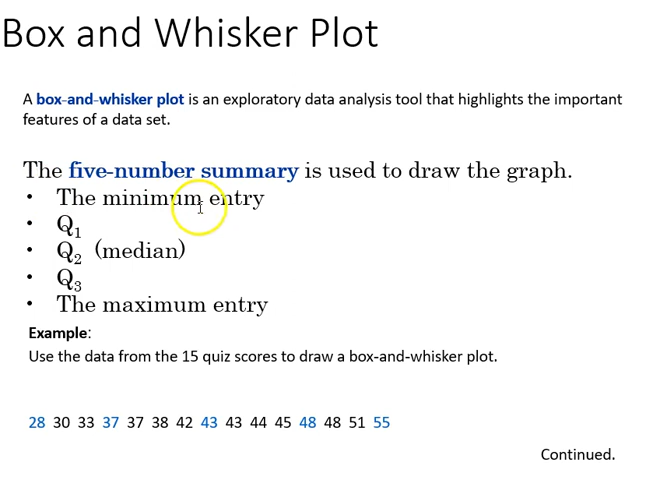 Box and Whisker Plot
A box-and-whisker plot is an exploratory data analysis tool that highlights the important
features of a data set.
The five-number summary is used to draw the graph.
• The minimum entry
• Q1
• Q2 (median)
• Q3
• The maximum entry
Example:
Use the data from the 15 quiz scores to draw a box-and-whisker plot.
28 30 33 37 37 38 42 43 43 44 45 48 48 51 55
Continued.